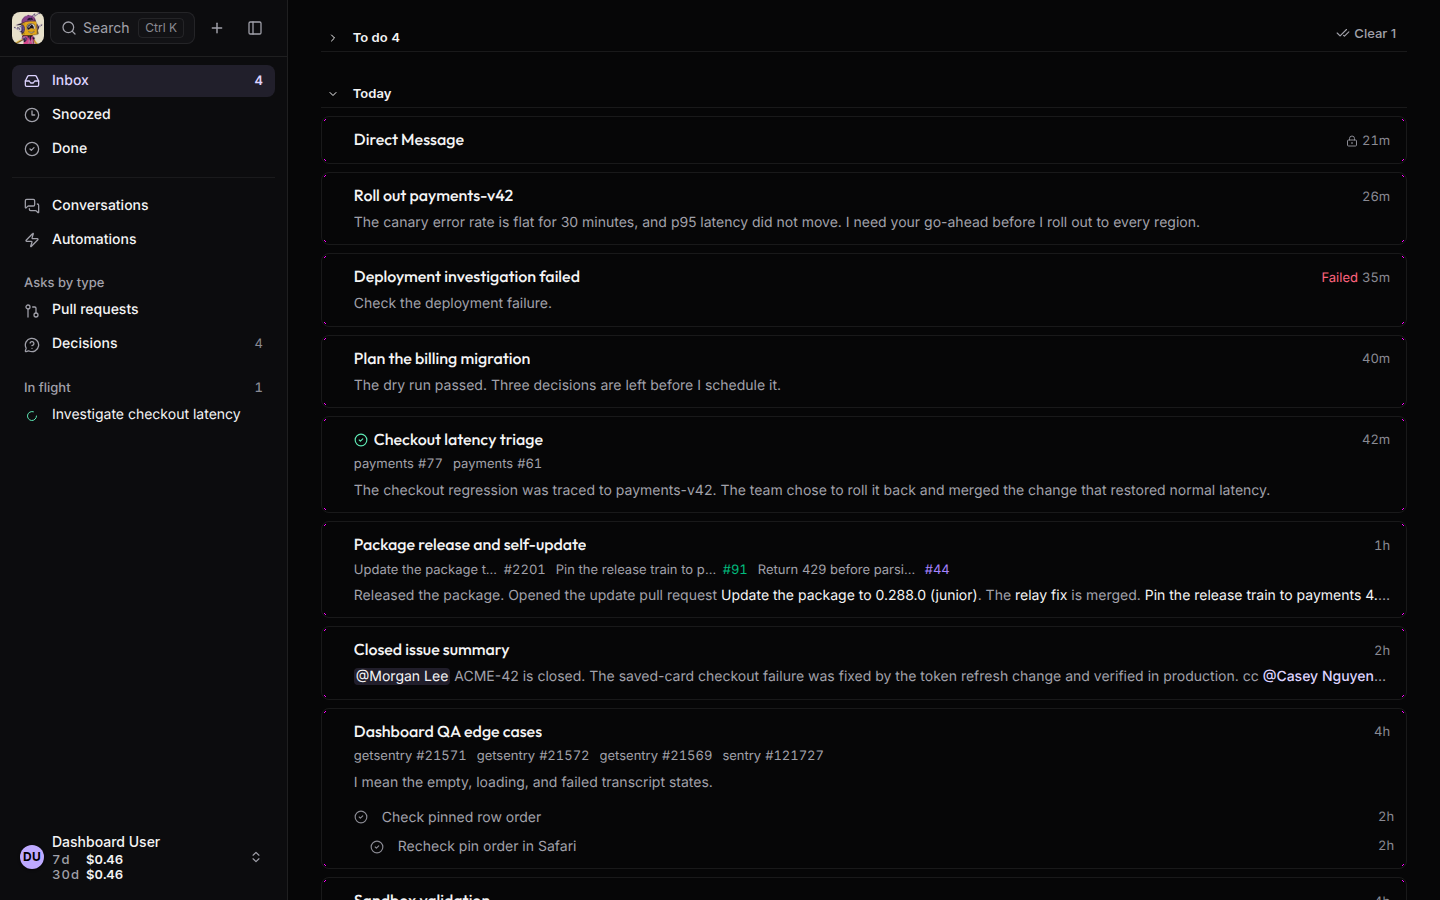 Search Ctrl K
Inbox 4
Snoozed
Done
Conversations
Automations
Asks by type
Pull requests
Decisions 4
In flight 1
Investigate checkout latency
DU Dashboard User
7d $0.46
30d $0.46
To do 4 Clear 1
Today
Direct Message 21m
Roll out payments-v42 26m
The canary error rate is flat for 30 minutes, and p95 latency did not move. I need your go-ahead before I roll out to every region.
Deployment investigation failed Failed 35m
Check the deployment failure.
Plan the billing migration 40m
The dry run passed. Three decisions are left before I schedule it.
Checkout latency triage 42m
payments #77 payments #61
The checkout regression was traced to payments-v42. The team chose to roll it back and merged the change that restored normal latency.
Package release and self-update 1h
Update the package t... #2201 Pin the release train to p... #91 Return 429 before parsi... #44
Released the package. Opened the update pull request Update the package to 0.288.0 (junior). The relay fix is merged. Pin the release train to payments 4....
Closed issue summary 2h
@Morgan Lee ACME-42 is closed. The saved-card checkout failure was fixed by the token refresh change and verified in production. cc @Casey Nguyen...
Dashboard QA edge cases 4h
getsentry #21571 getsentry #21572 getsentry #21569 sentry #121727
I mean the empty, loading, and failed transcript states.
Check pinned row order 2h
Recheck pin order in Safari 2h
Sandbox validation 4h